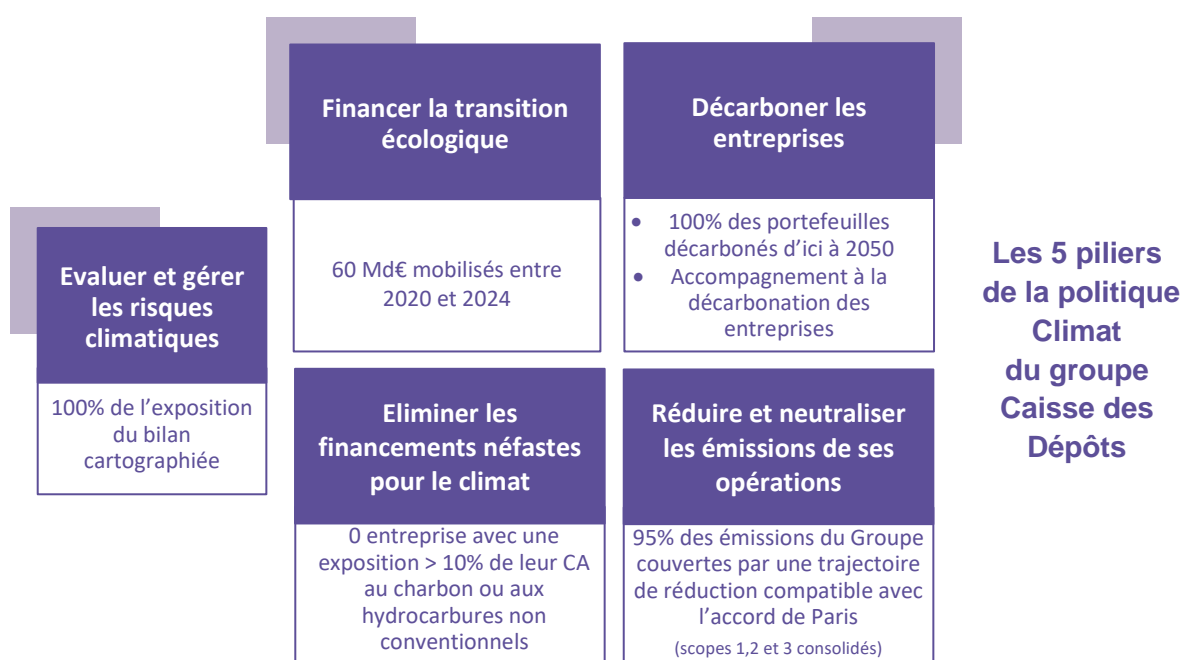 Financer la transition
écologique
60 Md€ mobilisés entre
2020 et 2024
Décarboner les
entreprises
• 100% des portefeuilles
décarbonés d’ici à 2050
• Accompagnement à la
décarbonation des
entreprises
Evaluer et gérer
les risques
climatiques
100% de l’exposition
du bilan
cartographiée
Eliminer les
financements néfastes
pour le climat
0 entreprise avec une
exposition > 10% de leur CA
au charbon ou aux
hydrocarbures non
conventionnels
Réduire et neutraliser
les émissions de ses
opérations
95% des émissions du Groupe
couvertes par une trajectoire
de réduction compatible avec
l’accord de Paris
(scopes 1,2 et 3 consolidés)
Les 5 piliers
de la politique
Climat
du groupe
Caisse des
Dépôts